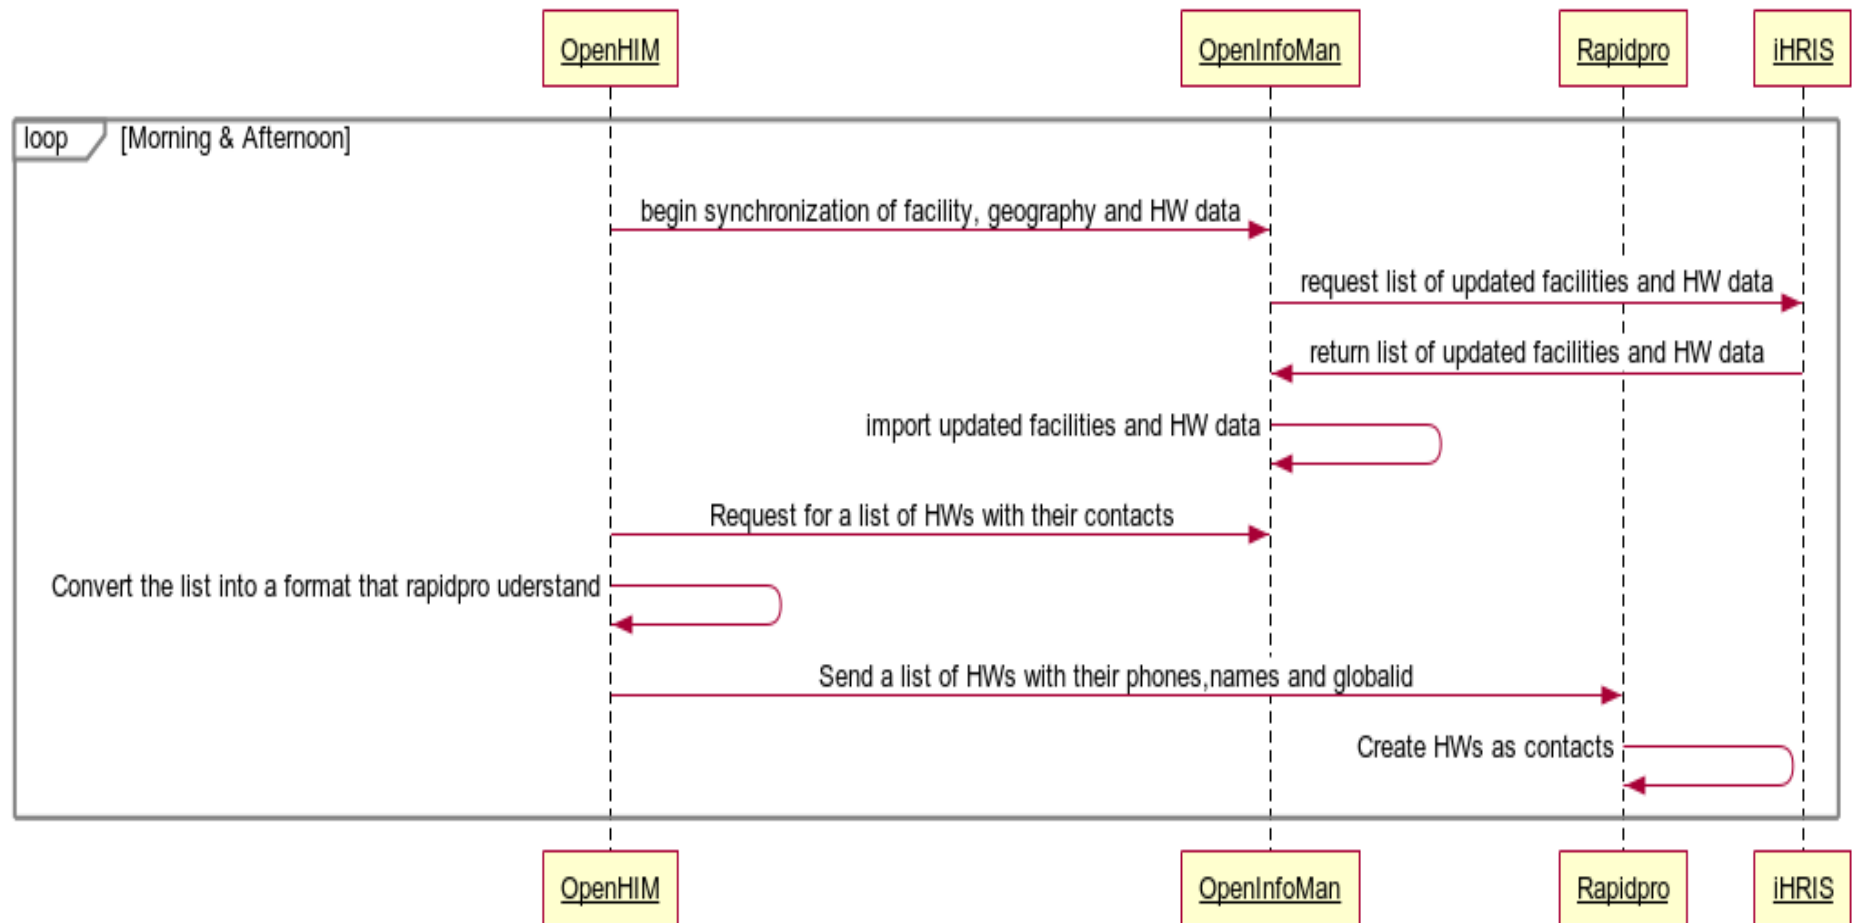 OpenHIM
OpenInfoMan
Rapidpro
iHRIS
loop
[Morning & Afternoon]
begin synchronization of facility, geography and HW data
request list of updated facilities and HW data
return list of updated facilities and HW data
import updated facilities and HW data
Request for a list of HWs with their contacts
Convert the list into a format that rapidpro uderstand
Send a list of HWs with their phones,names and globalid
Create HWs as contacts
OpenHIM
OpenInfoMan
Rapidpro
iHRIS